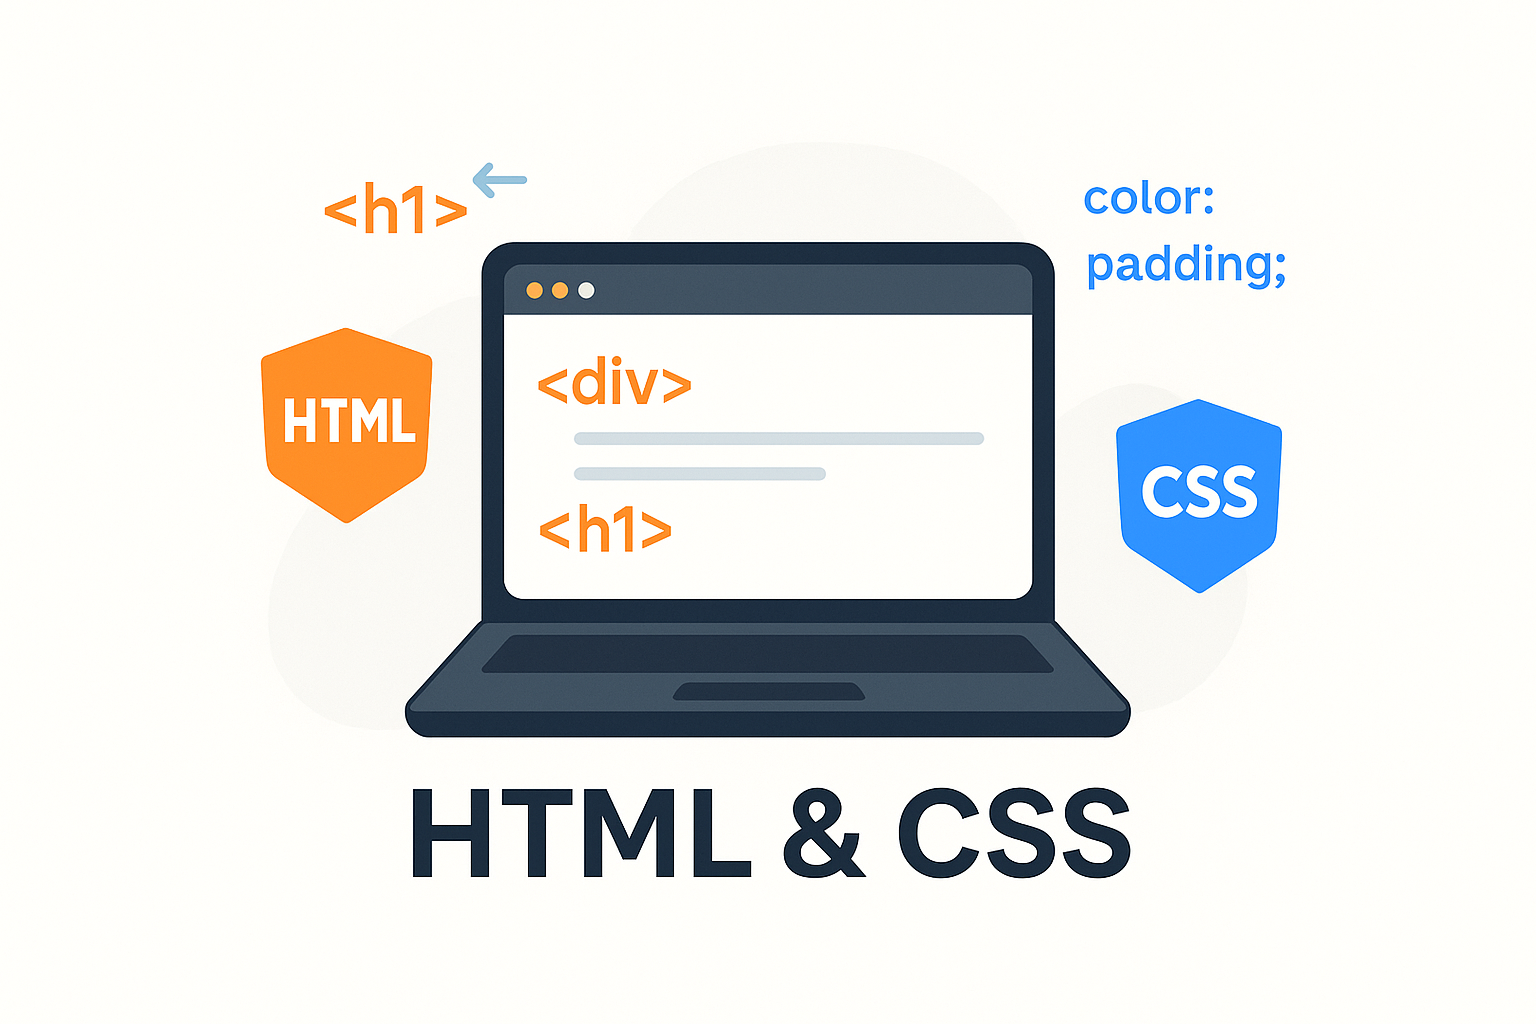 <h1>
color:
padding;
<div>
HTML
CSS
<h1>
HTML & CSS